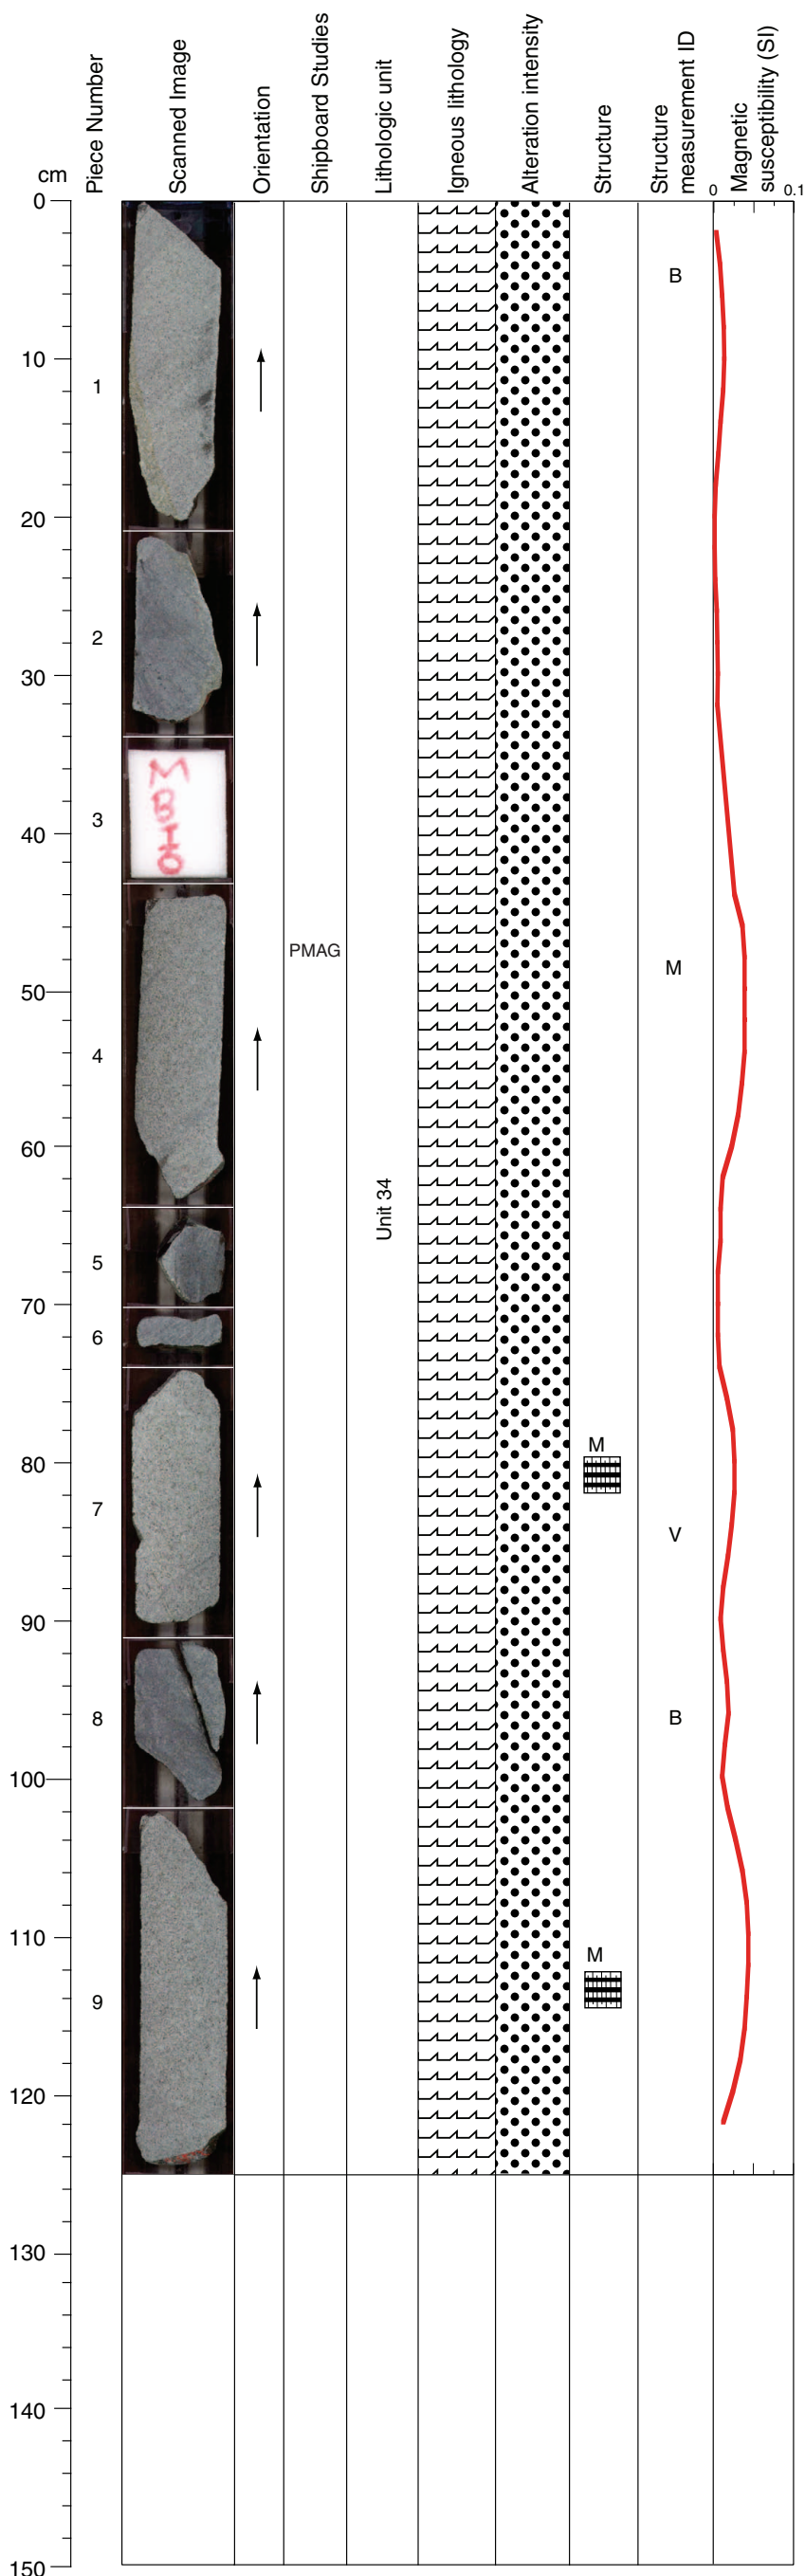 cm
Piece Number
Scanned Image
Orientation
Shipboard Studies
Lithologic unit
Igneous lithology
Alteration intensity
Structure
Structure
measurement ID
Magnetic
susceptibility (SI)
0 0.1
0
B
10
1
20
2
30
M
B
I
O
3
40
PMAG
M
50
4
60
Unit 34
5
70
6
M
80
7
V
90
8
B
100
110
M
9
120
130
140
150